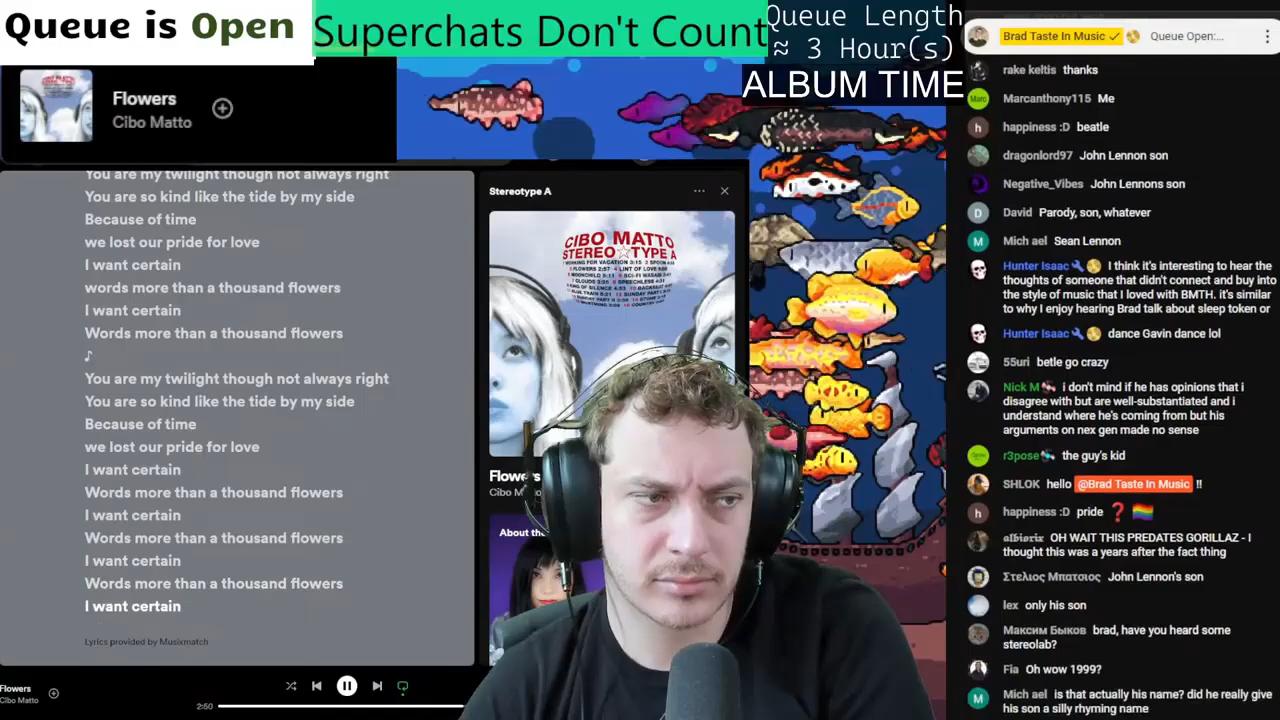 Queue is Open
Superchats Don't Count
Queue Length
≈ 3 Hour(s)
ALBUM TIME
Flowers
Cibo Matto
You are my twilight though not always right
You are so kind like the tide by my side
Because of time
we lost our pride for love
I want certain
words more than a thousand flowers
I want certain
Words more than a thousand flowers
♪
You are my twilight though not always right
You are so kind like the tide by my side
Because of time
we lost our pride for love
I want certain
Words more than a thousand flowers
I want certain
Words more than a thousand flowers
I want certain
Words more than a thousand flowers
I want certain
Lyrics provided by Musixmatch
Flowers
Cibo Matto
2:50
Stereotype A
CIBO MATTO
STEREO☆TYPE A
Flowers
Cibo
About the
Brad Taste In Music ✓ Queue Open:...
rake keltis thanks
Marcanthony115 Me
happiness :D beatle
dragonlord97 John Lennon son
Negative_Vibes John Lennons son
David Parody, son, whatever
Mich ael Sean Lennon
Hunter Isaac I think it's interesting to hear the
thoughts of someone that didn't connect and buy into
the style of music that I loved with BMTH. it's similar
to why I enjoy hearing Brad talk about sleep token or
Hunter Isaac dance Gavin dance lol
55uri betle go crazy
Nick M i don't mind if he has opinions that i
disagree with but are well-substantiated and i
understand where he's coming from but his
arguments on nex gen made no sense
r3pose the guy's kid
SHLOK hello @Brad Taste In Music !!
happiness :D pride ❓ 🏳️‍🌈
albiorix OH WAIT THIS PREDATES GORILLAZ - I
thought this was a years after the fact thing
Στελιος Μπατσιος John Lennon's son
lex only his son
Максим Быков brad, have you heard some
stereolab?
Fia Oh wow 1999?
Mich ael is that actually his name? did he really give
his son a silly rhyming name